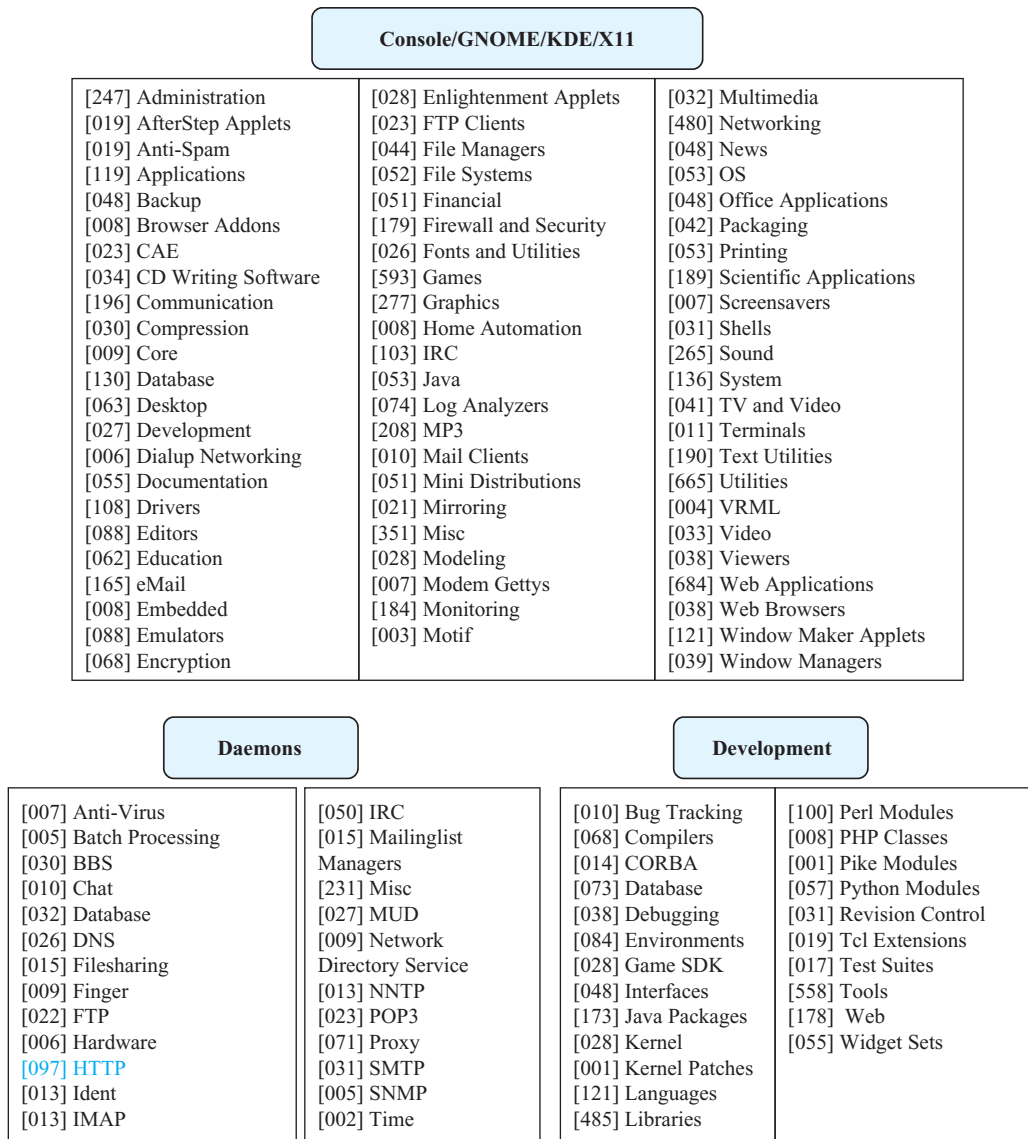 Console/GNOME/KDE/X11
[247] Administration
[019] AfterStep Applets
[019] Anti-Spam
[119] Applications
[048] Backup
[008] Browser Addons
[023] CAE
[034] CD Writing Software
[196] Communication
[030] Compression
[009] Core
[130] Database
[063] Desktop
[027] Development
[006] Dialup Networking
[055] Documentation
[108] Drivers
[088] Editors
[062] Education
[165] eMail
[008] Embedded
[088] Emulators
[068] Encryption
[028] Enlightenment Applets
[023] FTP Clients
[044] File Managers
[052] File Systems
[051] Financial
[179] Firewall and Security
[026] Fonts and Utilities
[593] Games
[277] Graphics
[008] Home Automation
[103] IRC
[053] Java
[074] Log Analyzers
[208] MP3
[010] Mail Clients
[051] Mini Distributions
[021] Mirroring
[351] Misc
[028] Modeling
[007] Modem Gettys
[184] Monitoring
[003] Motif
[032] Multimedia
[480] Networking
[048] News
[053] OS
[048] Office Applications
[042] Packaging
[053] Printing
[189] Scientific Applications
[007] Screensavers
[031] Shells
[265] Sound
[136] System
[041] TV and Video
[011] Terminals
[190] Text Utilities
[665] Utilities
[004] VRML
[033] Video
[038] Viewers
[684] Web Applications
[038] Web Browsers
[121] Window Maker Applets
[039] Window Managers
Daemons
[007] Anti-Virus
[005] Batch Processing
[030] BBS
[010] Chat
[032] Database
[026] DNS
[015] Filesharing
[009] Finger
[022] FTP
[006] Hardware
[097] HTTP
[013] Ident
[013] IMAP
[050] IRC
[015] Mailinglist
Managers
[231] Misc
[027] MUD
[009] Network
Directory Service
[013] NNTP
[023] POP3
[071] Proxy
[031] SMTP
[005] SNMP
[002] Time
Development
[010] Bug Tracking
[068] Compilers
[014] CORBA
[073] Database
[038] Debugging
[084] Environments
[028] Game SDK
[048] Interfaces
[173] Java Packages
[028] Kernel
[001] Kernel Patches
[121] Languages
[485] Libraries
[100] Perl Modules
[008] PHP Classes
[001] Pike Modules
[057] Python Modules
[031] Revision Control
[019] Tcl Extensions
[017] Test Suites
[558] Tools
[178] Web
[055] Widget Sets